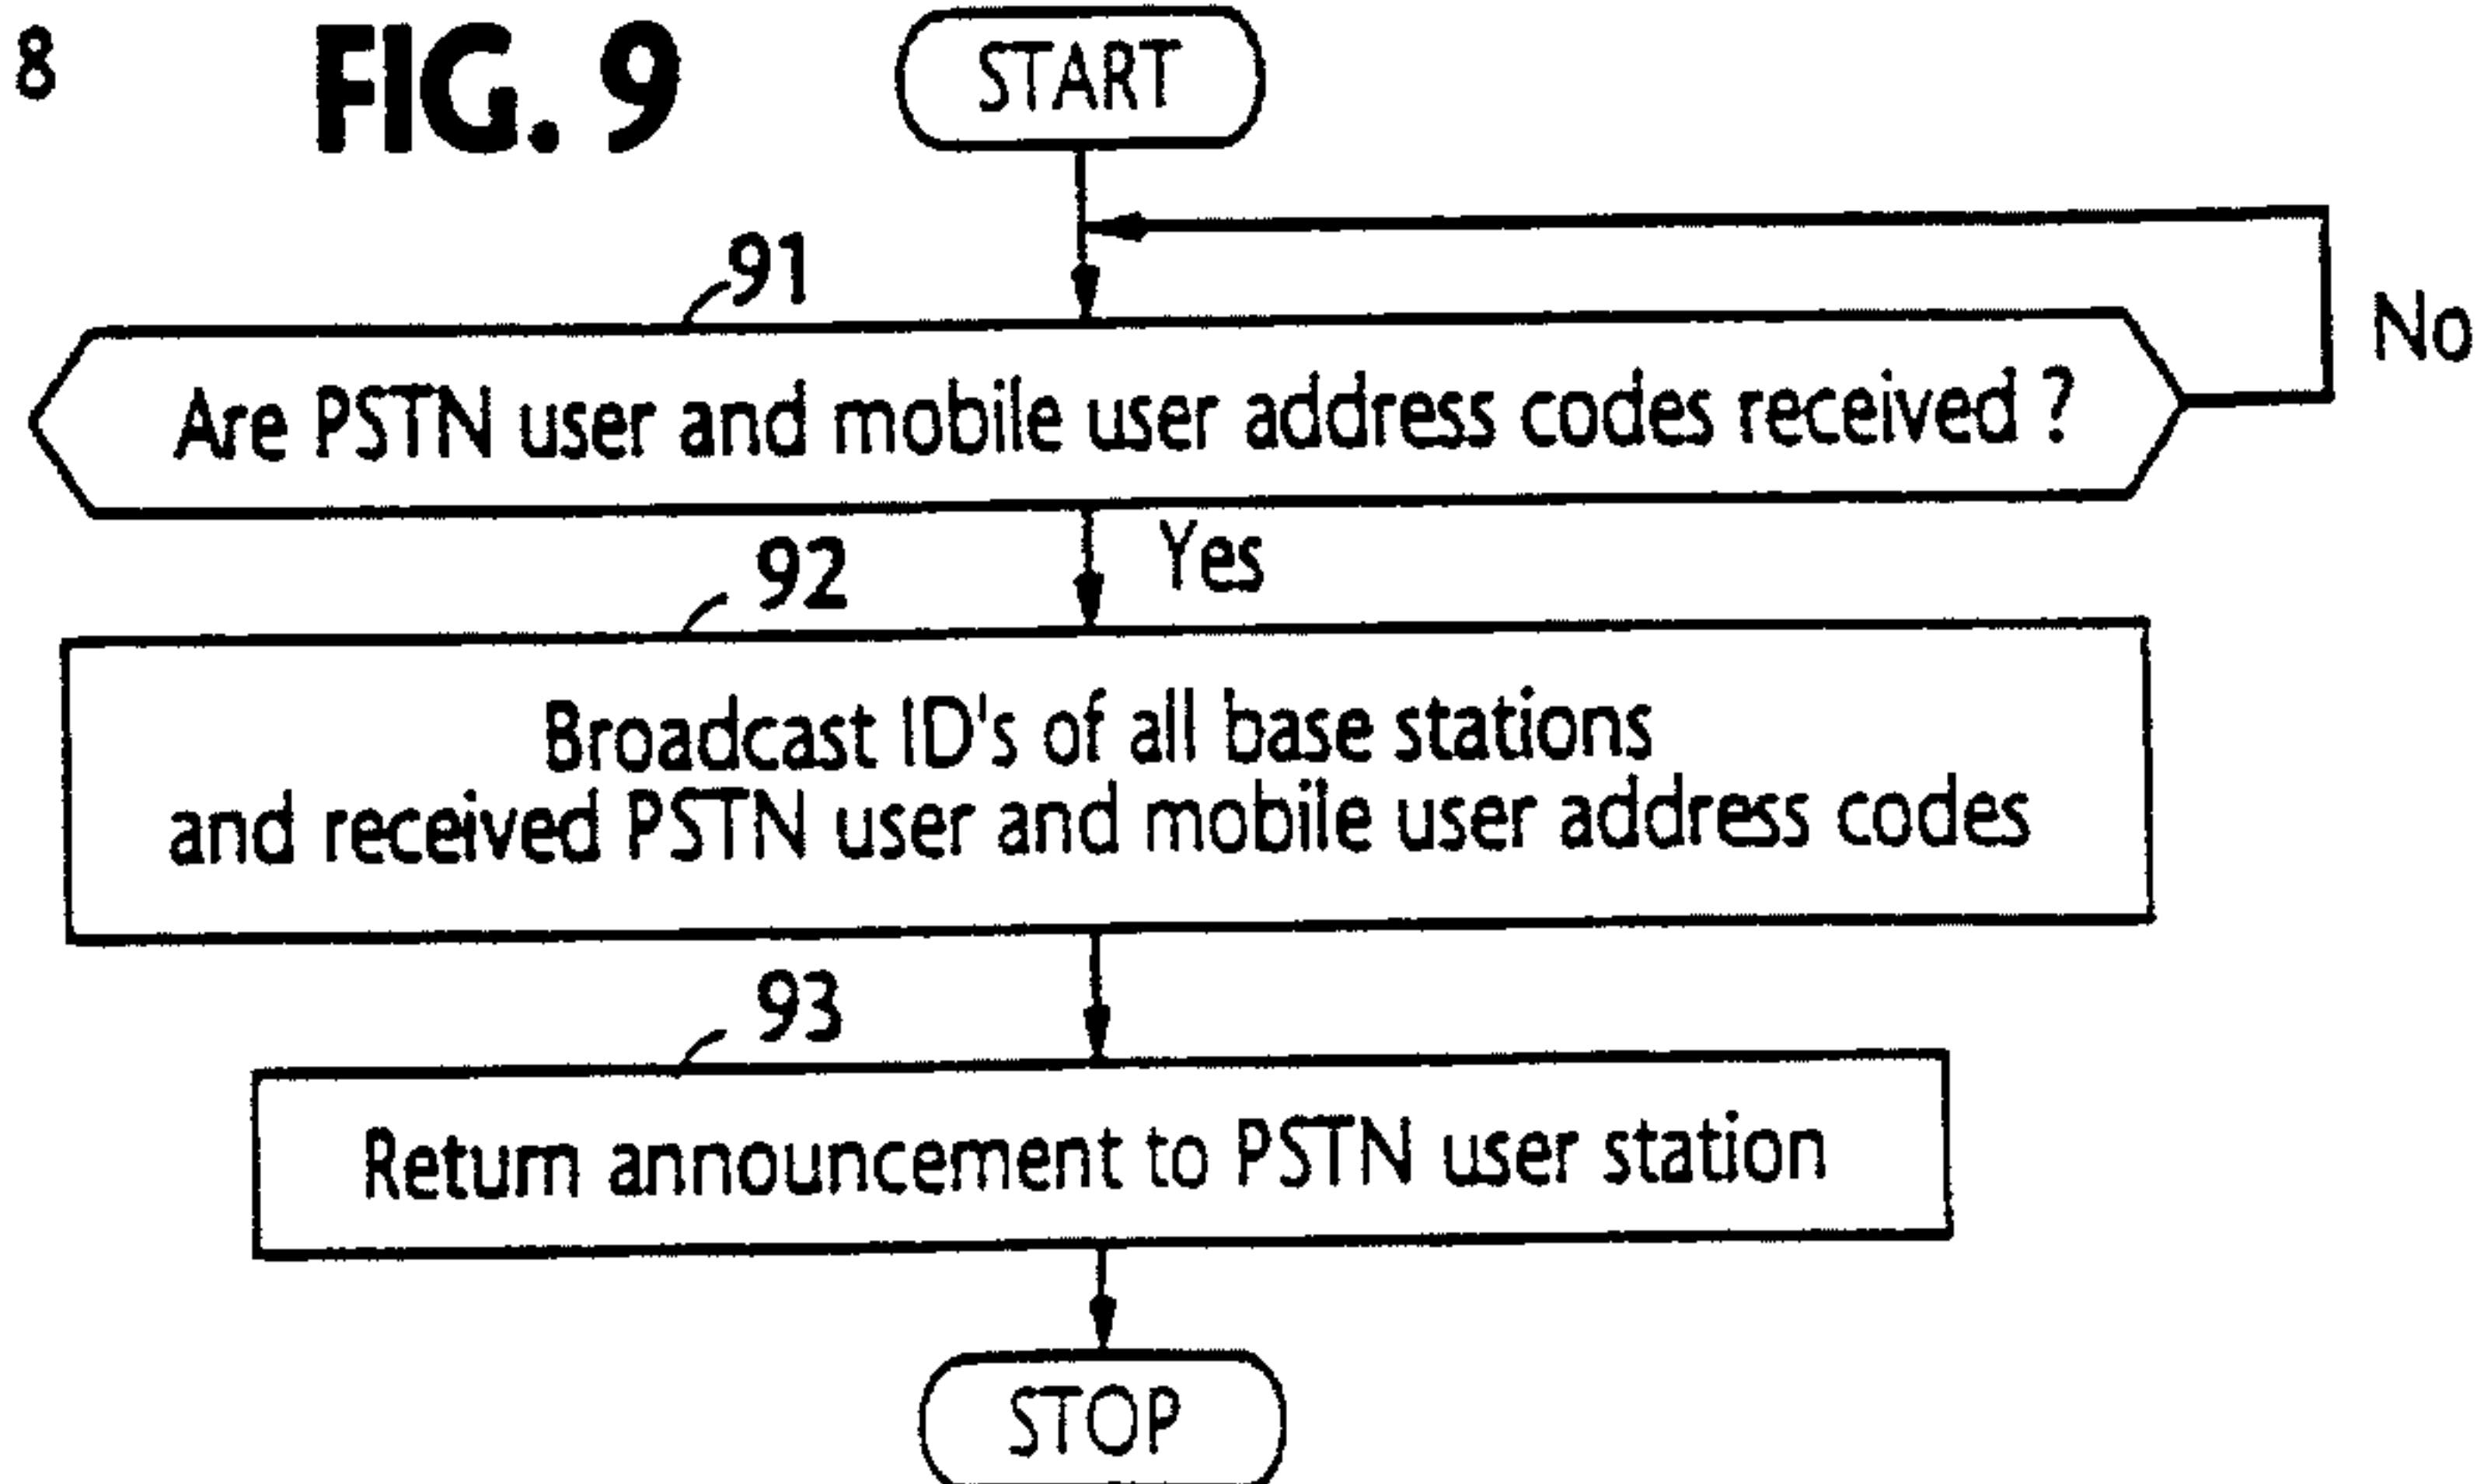 8
FIG. 9
START
91
No
Are PSTN user and mobile user address codes received ?
Yes
92
Broadcast ID's of all base stations
and received PSTN user and mobile user address codes
93
Return announcement to PSTN user station
STOP